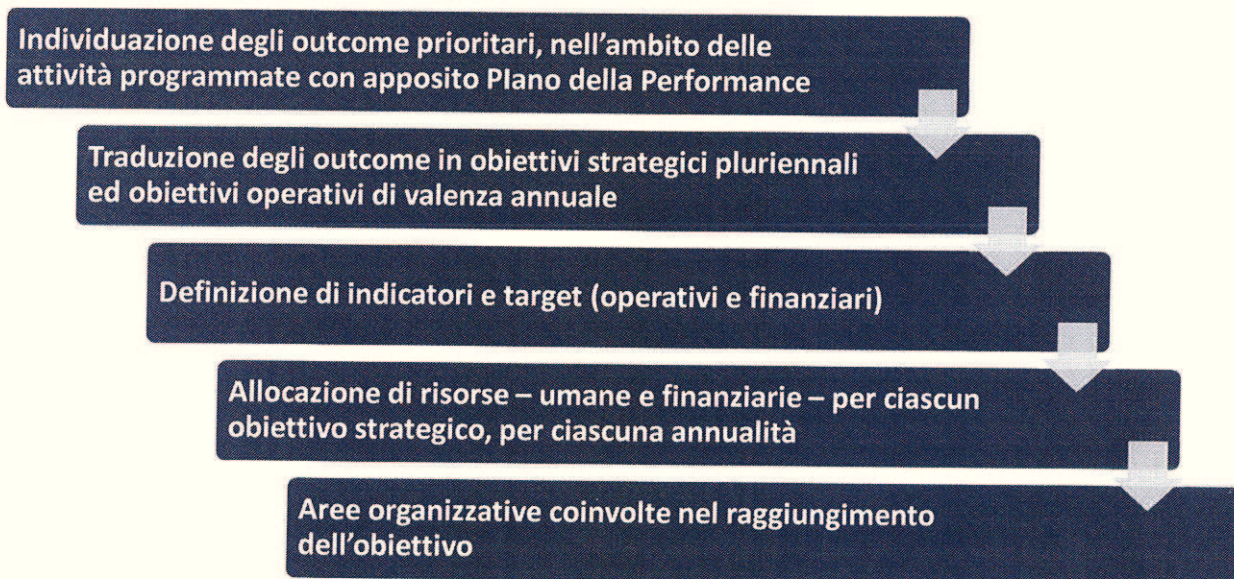 Individuazione degli outcome prioritari, nell'ambito delle
attività programmate con apposito Piano della Performance
Traduzione degli outcome in obiettivi strategici pluriennali
ed obiettivi operativi di valenza annuale
Definizione di indicatori e target (operativi e finanziari)
Allocazione di risorse – umane e finanziarie – per ciascun
obiettivo strategico, per ciascuna annualità
Aree organizzative coinvolte nel raggiungimento
dell'obiettivo